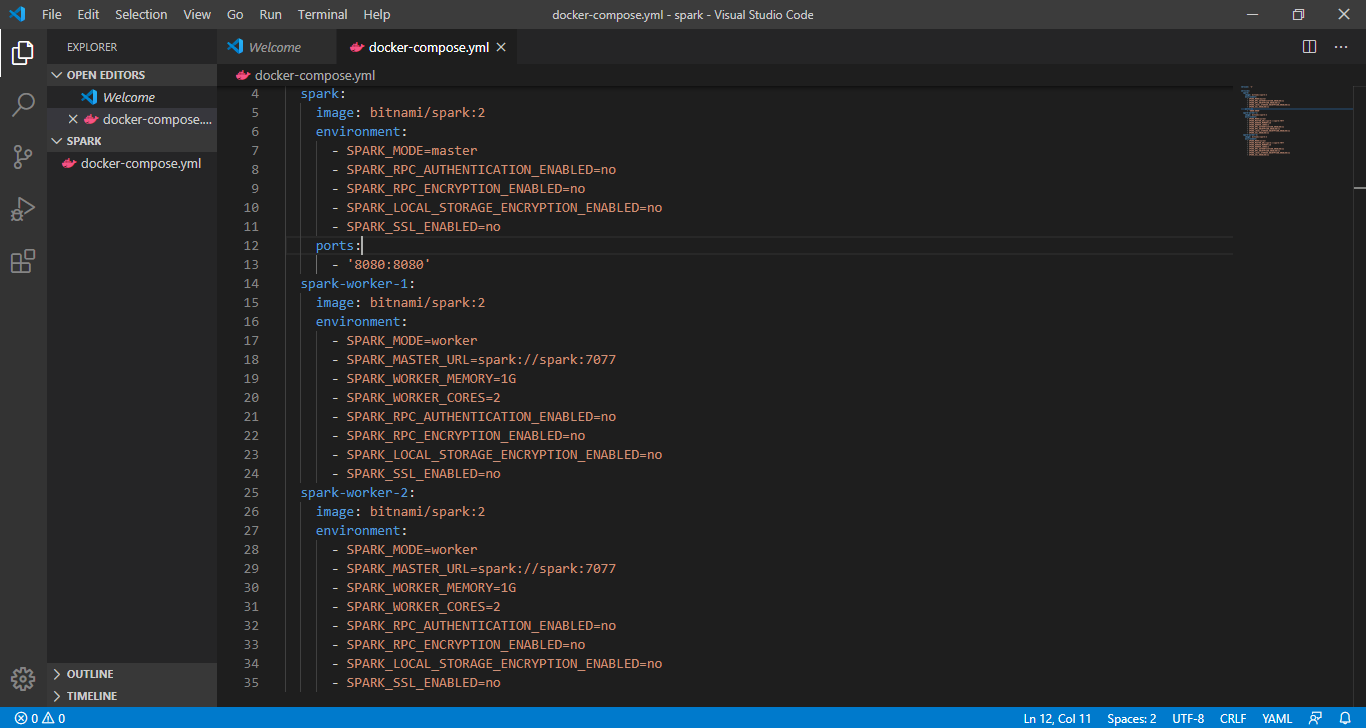 File Edit Selection View Go Run Terminal Help
docker-compose.yml - spark - Visual Studio Code
EXPLORER
OPEN EDITORS
Welcome
docker-compose....
SPARK
docker-compose.yml
OUTLINE
TIMELINE
Welcome
docker-compose.yml
docker-compose.yml
4 spark:
5 image: bitnami/spark:2
6 environment:
7 - SPARK_MODE=master
8 - SPARK_RPC_AUTHENTICATION_ENABLED=no
9 - SPARK_RPC_ENCRYPTION_ENABLED=no
10 - SPARK_LOCAL_STORAGE_ENCRYPTION_ENABLED=no
11 - SPARK_SSL_ENABLED=no
12 ports:
13 - '8080:8080'
14 spark-worker-1:
15 image: bitnami/spark:2
16 environment:
17 - SPARK_MODE=worker
18 - SPARK_MASTER_URL=spark://spark:7077
19 - SPARK_WORKER_MEMORY=1G
20 - SPARK_WORKER_CORES=2
21 - SPARK_RPC_AUTHENTICATION_ENABLED=no
22 - SPARK_RPC_ENCRYPTION_ENABLED=no
23 - SPARK_LOCAL_STORAGE_ENCRYPTION_ENABLED=no
24 - SPARK_SSL_ENABLED=no
25 spark-worker-2:
26 image: bitnami/spark:2
27 environment:
28 - SPARK_MODE=worker
29 - SPARK_MASTER_URL=spark://spark:7077
30 - SPARK_WORKER_MEMORY=1G
31 - SPARK_WORKER_CORES=2
32 - SPARK_RPC_AUTHENTICATION_ENABLED=no
33 - SPARK_RPC_ENCRYPTION_ENABLED=no
34 - SPARK_LOCAL_STORAGE_ENCRYPTION_ENABLED=no
35 - SPARK_SSL_ENABLED=no
0 0
Ln 12, Col 11 Spaces: 2 UTF-8 CRLF YAML